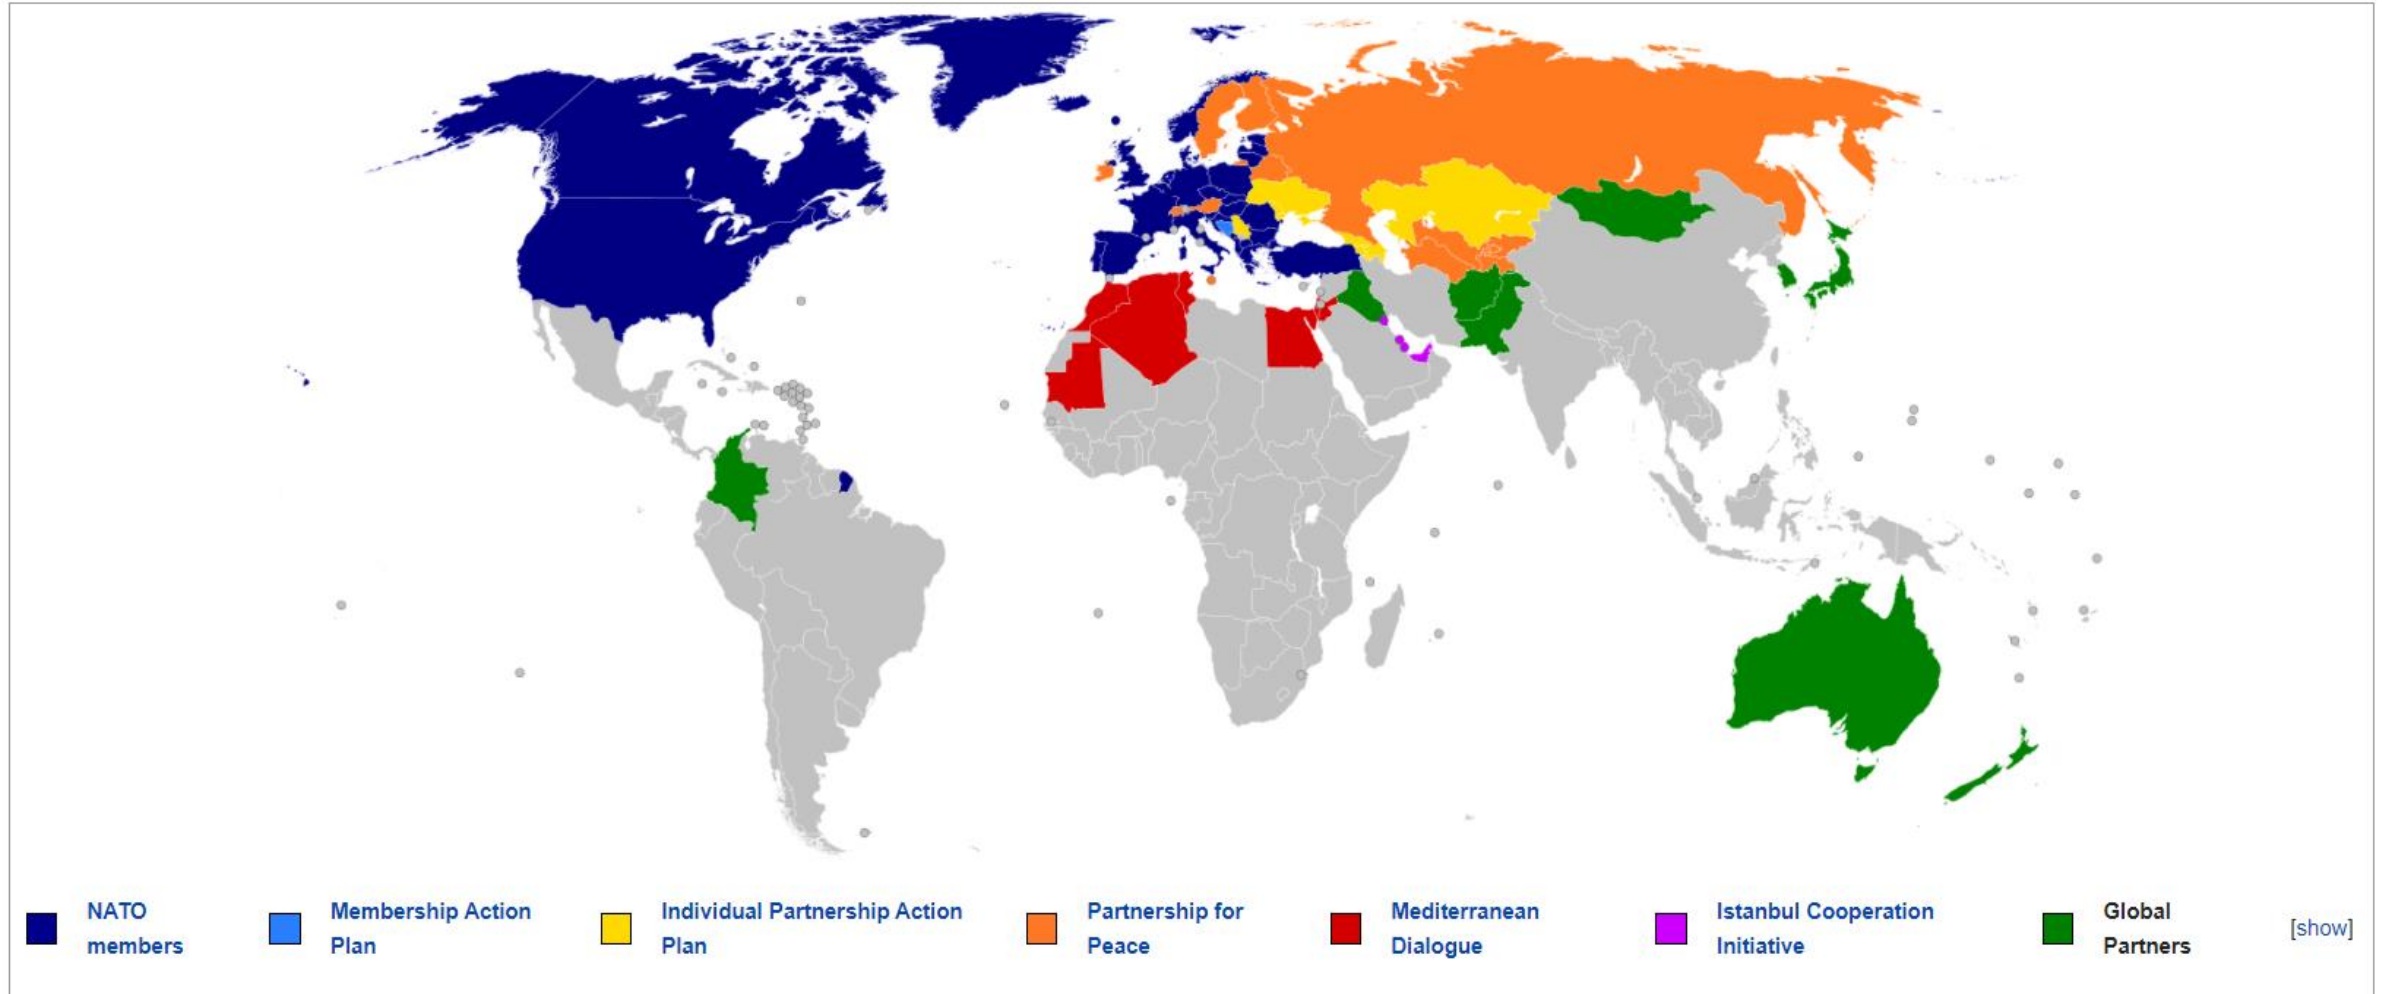 NATO
members
Membership Action
Plan
Individual Partnership Action
Plan
Partnership for
Peace
Mediterranean
Dialogue
Istanbul Cooperation
Initiative
Global
Partners
[show]